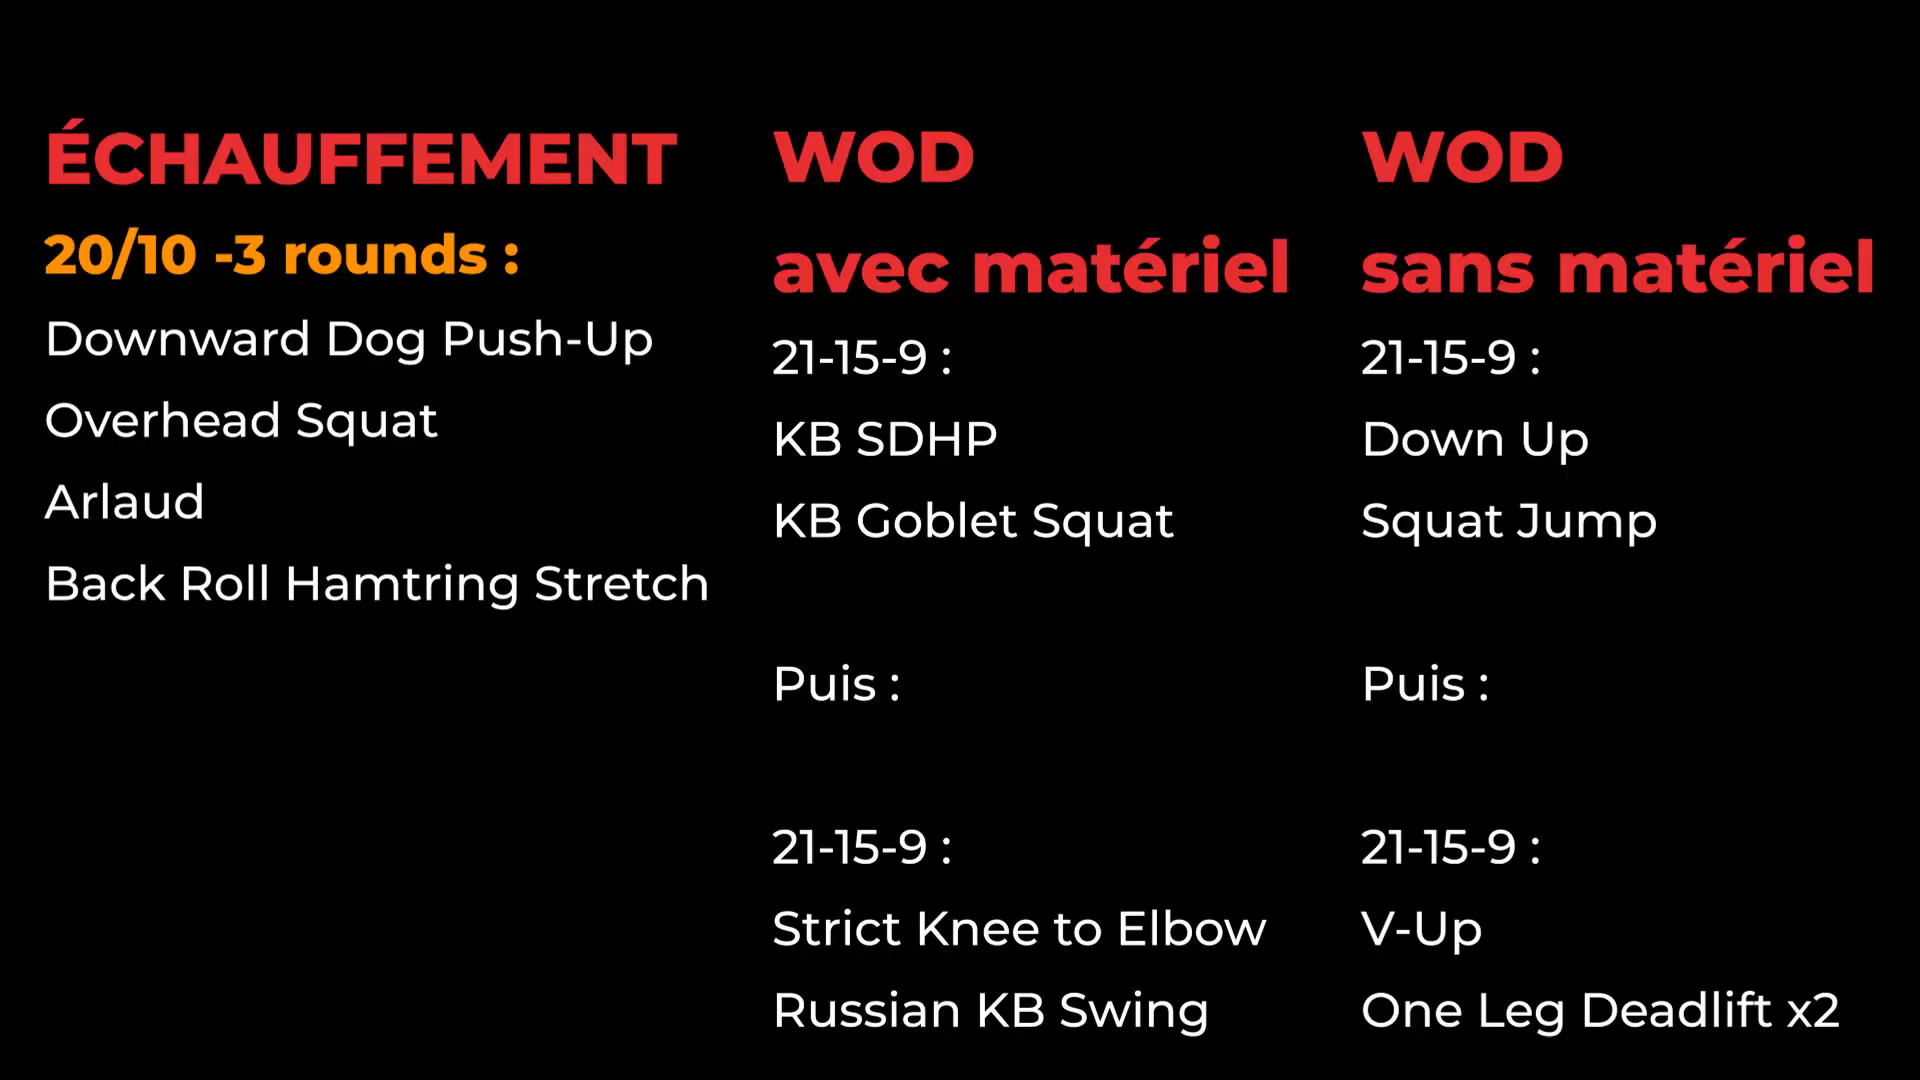 ÉCHAUFFEMENT
20/10 -3 rounds :
Downward Dog Push-Up
Overhead Squat
Arlaud
Back Roll Hamtring Stretch
WOD
avec matériel
21-15-9 :
KB SDHP
KB Goblet Squat
Puis :
21-15-9 :
Strict Knee to Elbow
Russian KB Swing
WOD
sans matériel
21-15-9 :
Down Up
Squat Jump
Puis :
21-15-9 :
V-Up
One Leg Deadlift x2